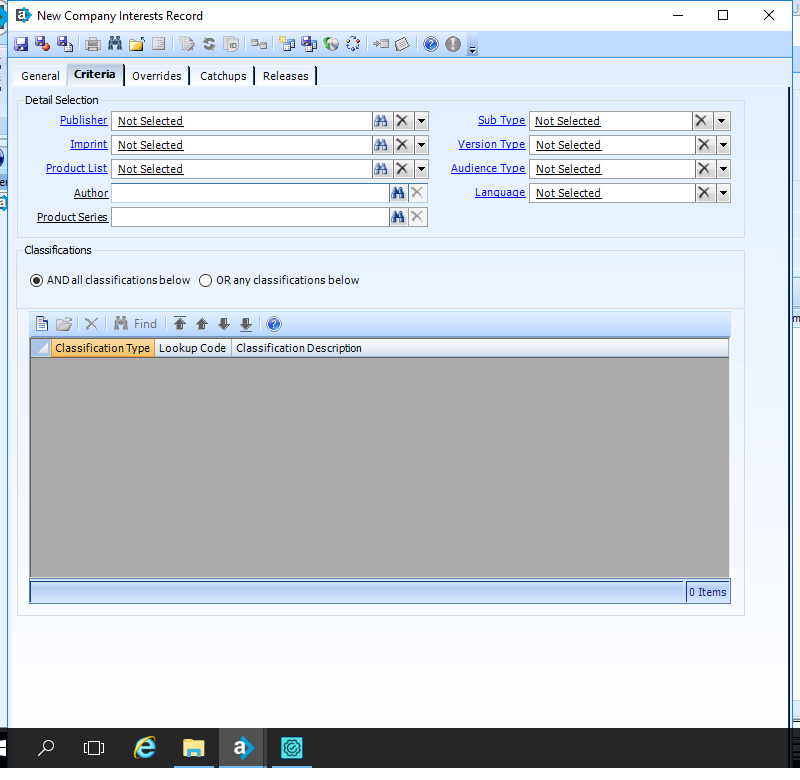 New Company Interests Record
General Criteria Overrides Catchups Releases
Detail Selection
Publisher Not Selected Sub Type Not Selected
Imprint Not Selected Version Type Not Selected
Product List Not Selected Audience Type Not Selected
Author Language Not Selected
Product Series
Classifications
AND all classifications below OR any classifications below
Find
Classification Type Lookup Code Classification Description
0 Items